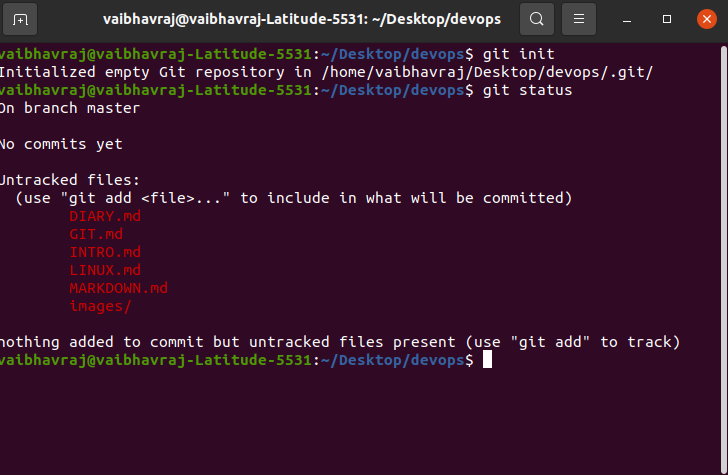 vaibhavraj@vaibhavraj-Latitude-5531: ~/Desktop/devops
vaibhavraj@vaibhavraj-Latitude-5531:~/Desktop/devops$ git init
Initialized empty Git repository in /home/vaibhavraj/Desktop/devops/.git/
vaibhavraj@vaibhavraj-Latitude-5531:~/Desktop/devops$ git status
On branch master
No commits yet
Untracked files:
(use "git add <file>..." to include in what will be committed)
DIARY.md
GIT.md
INTRO.md
LINUX.md
MARKDOWN.md
images/
nothing added to commit but untracked files present (use "git add" to track)
vaibhavraj@vaibhavraj-Latitude-5531:~/Desktop/devops$